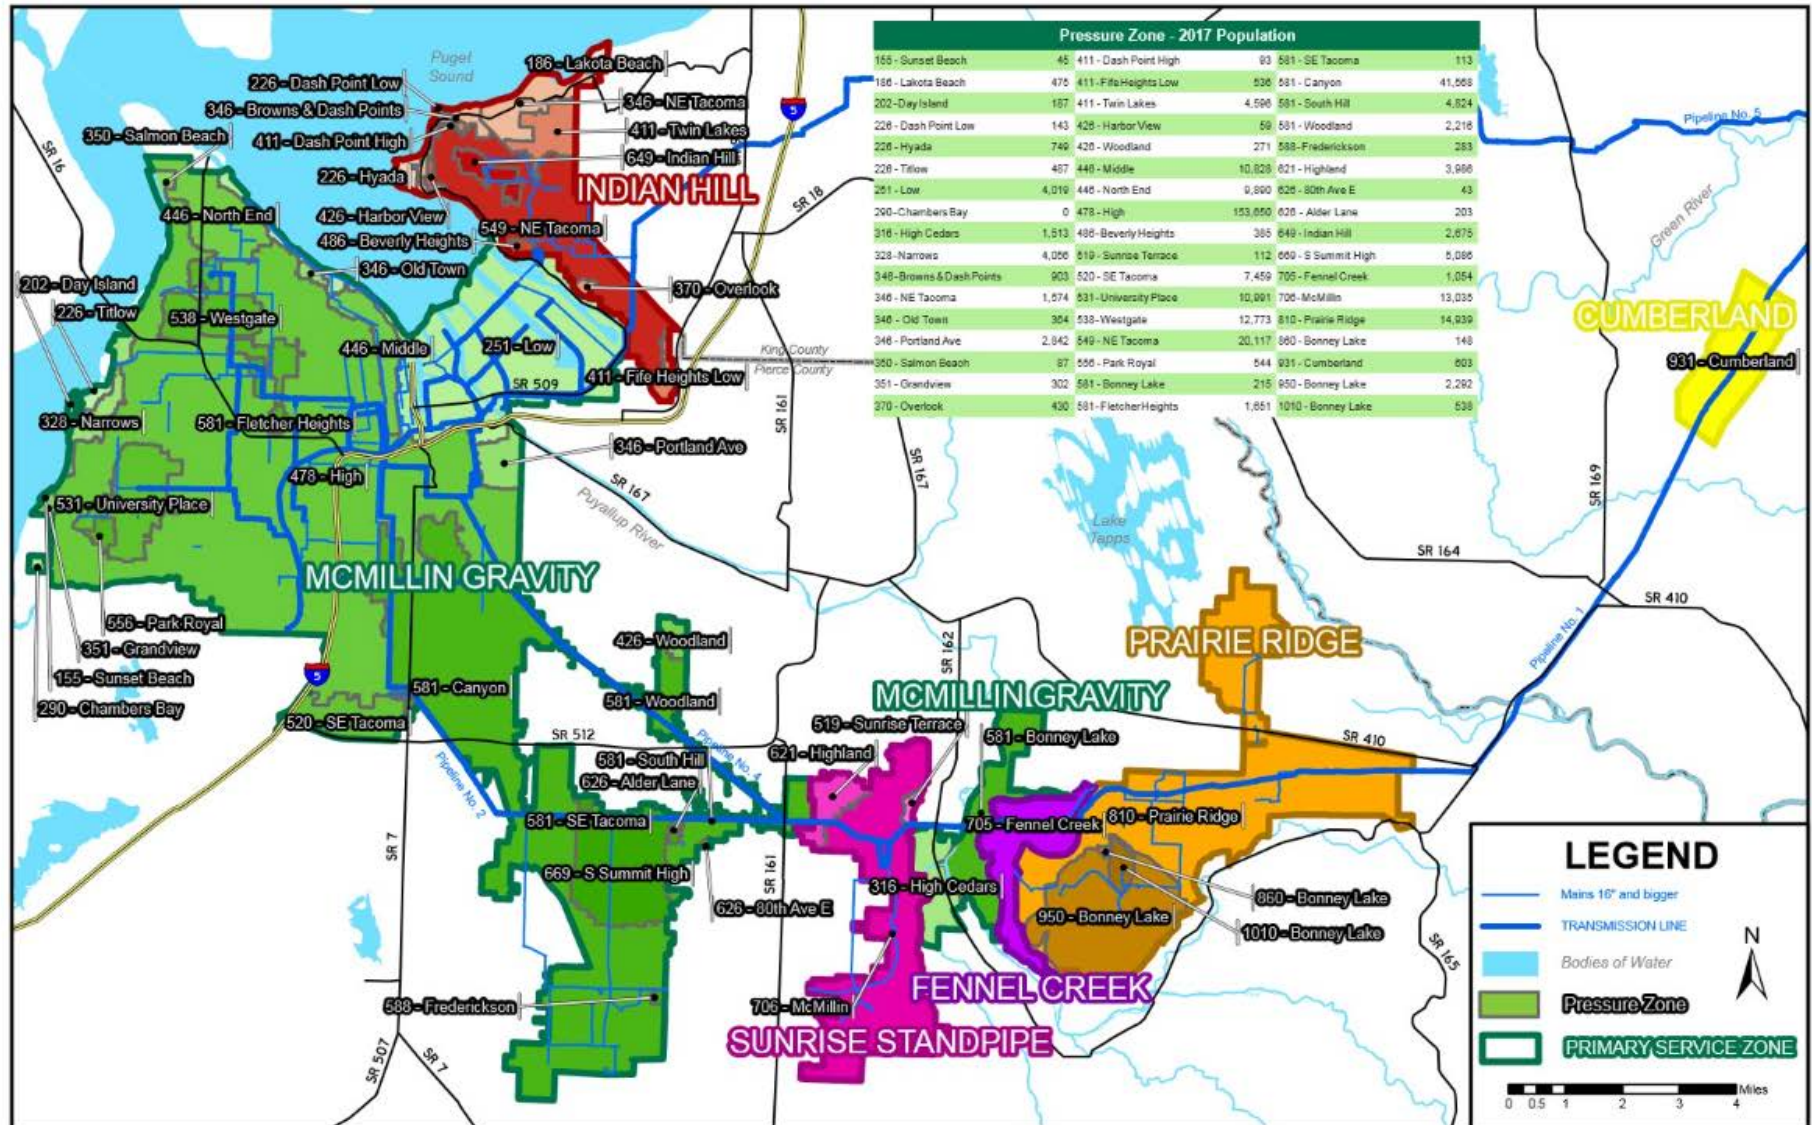 Pressure Zone - 2017 Population
155- Sunset Beach 45 411 - Dash Point High 93 581 - SE Tacoma 113
186 - Lakota Beach 475 411- Fife Heights Low 536 581 - Canyon 41,568
202-Day Island 187 411 - Twin Lakes 4,596 581 - South Hill 4,824
226 - Dash Point Low 143 426 - Harbor View 59 581 - Woodland 2,216
226 - Hyada 749 426 - Woodland 271 588- Frederickson 283
226 - Titlow 487 446 - Middle 10,828 621 - Highland 3,986
251 - Low 4,019 446 - North End 9,890 626 - 80th Ave E 43
290-Chambers Bay 0 478 - High 153,650 626 - Alder Lane 203
316 - High Cedars 1,513 486- Beverly Heights 385 649 - Indian Hill 2,675
328-Narrows 4,056 519 - Sunrise Terrace 112 669 - S Summit High 5,086
346-Browns & Dash Points 903 520 - SE Tacoma 7,459 705 - Fennel Creek 1,054
346 - NE Tacoma 1,574 531-University Place 10,991 706- McMillin 13,035
346 - Old Town 364 538-Westgate 12,773 810 - Prairie Ridge 14,939
346 - Portland Ave 2,842 549 - NE Tacoma 20,117 860 - Bonney Lake 148
350 - Salmon Beach 87 556 - Park Royal 544 931 - Cumberland 603
351 - Grandview 302 581 - Bonney Lake 215 950 - Bonney Lake 2,292
370 - Overlook 430 581- Fletcher Heights 1,651 1010 - Bonney Lake 538
Puget
Sound
186 - Lakota Beach
226 - Dash Point Low
346 - Browns & Dash Points
346 - NE Tacoma
350 - Salmon Beach
411 - Dash Point High
411 - Twin Lakes
649 - Indian Hill
226 - Hyada
INDIAN HILL
SR 16
SR 18
5
Pipeline No. 5
Green River
446 - North End
426 - Harbor View
549 - NE Tacoma
486 - Beverly Heights
346 - Old Town
202 - Day Island
370 - Overlook
226 - Titlow
538 - Westgate
CUMBERLAND
446 - Middle
251 - Low
King County
Pierce County
931 - Cumberland
411 - Fife Heights Low
SR 509
SR 161
328 - Narrows
581 - Fletcher Heights
346 - Portland Ave
478 - High
SR 167
SR 167
SR 169
Puyallup River
531 - University Place
Lake
Tapps
SR 164
MCMILLIN GRAVITY
SR 410
556 - Park Royal
351 - Grandview
155 - Sunset Beach
290 - Chambers Bay
426 - Woodland
SR 162
PRAIRIE RIDGE
Pipeline No. 1
5
581 - Canyon
581 - Woodland
MCMILLIN GRAVITY
520 - SE Tacoma
519 - Sunrise Terrace
SR 512
581 - Bonney Lake
SR 410
Pipeline No. 4
621 - Highland
581 - South Hill
626 - Alder Lane
Pipeline No. 2
581 - SE Tacoma
705 - Fennel Creek
810 - Prairie Ridge
SR 7
669 - S Summit High
SR 161
316 - High Cedars
626 - 80th Ave E
860 - Bonney Lake
950 - Bonney Lake
1010 - Bonney Lake
SR 165
FENNEL CREEK
588 - Frederickson
706 - McMillin
SUNRISE STANDPIPE
SR 507
SR 7
LEGEND
Mains 16" and bigger
TRANSMISSION LINE
Bodies of Water
Pressure Zone
PRIMARY SERVICE ZONE
N
Miles
0 0.5 1 2 3 4